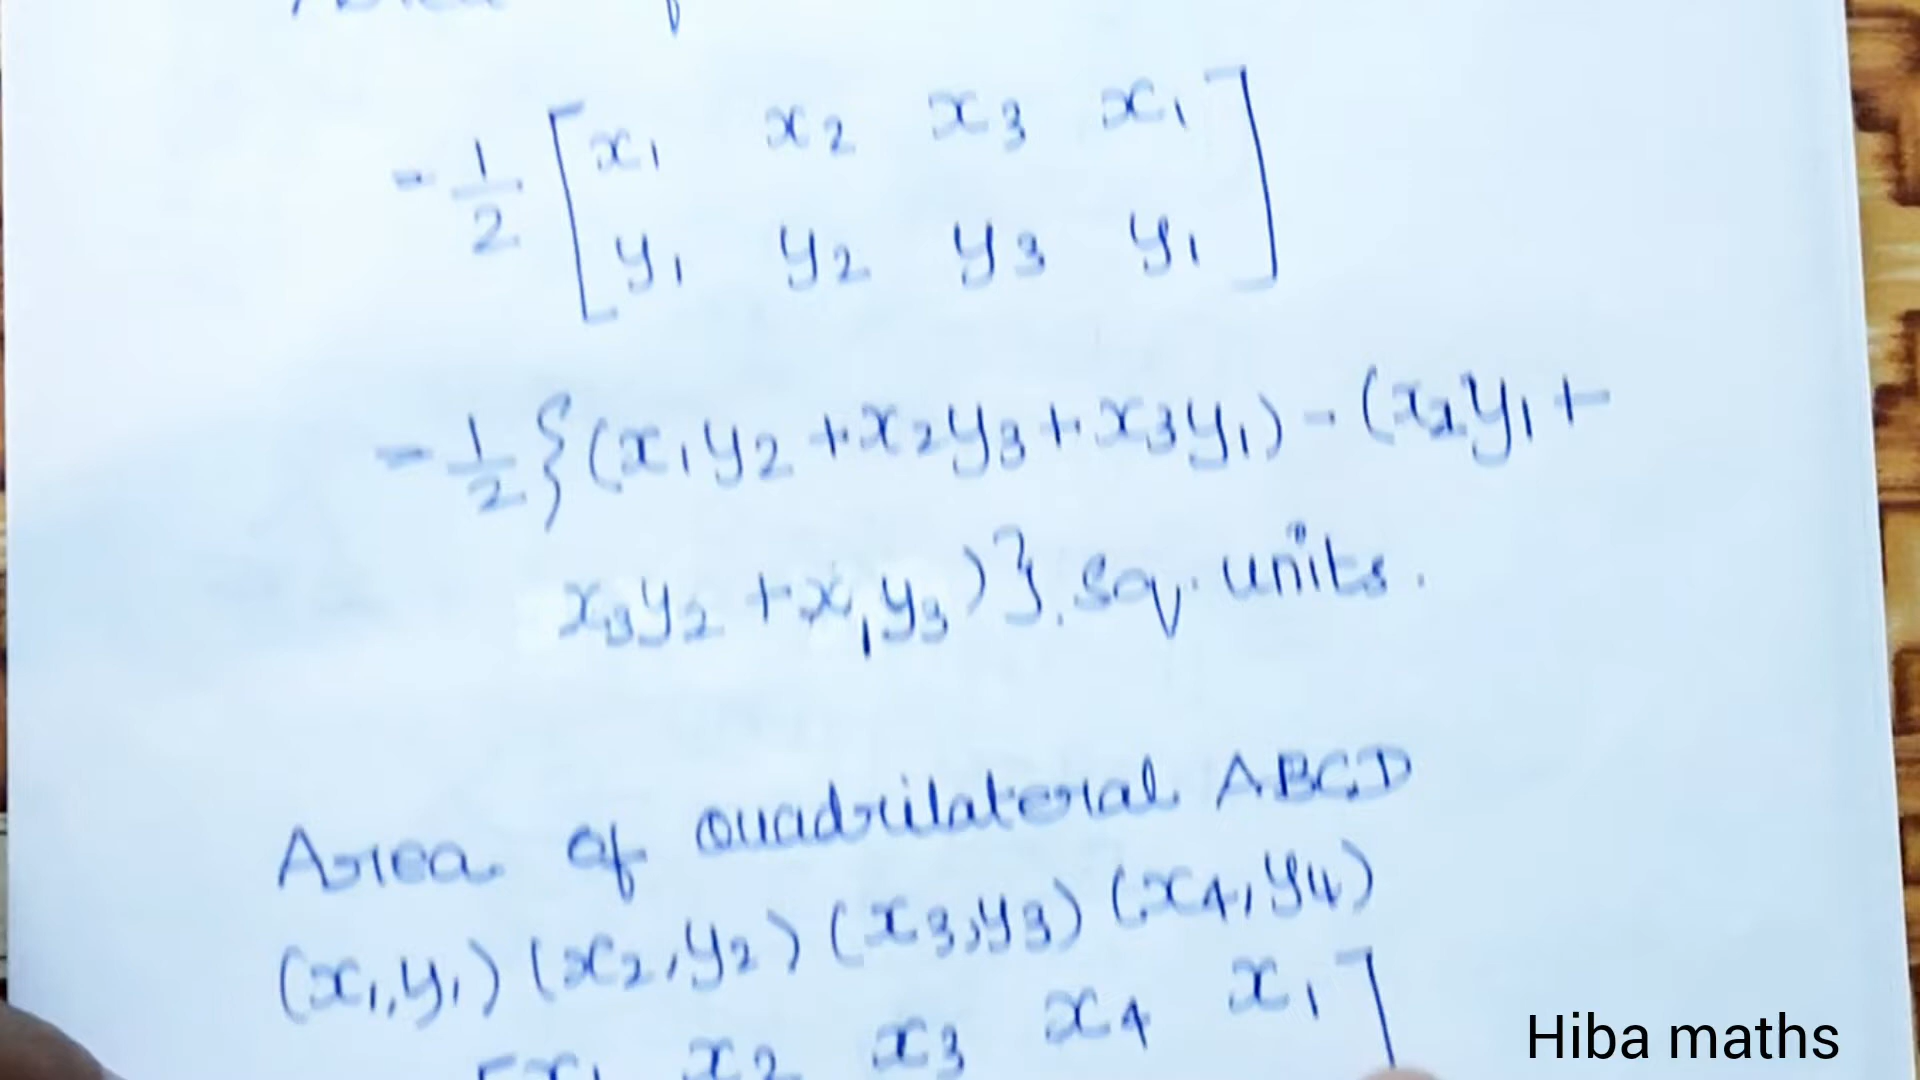 Area of
- 1/2 [ x1 x2 x3 x1
y1 y2 y3 y1 ]
- 1/2 {(x1y2 + x2y3 + x3y1) - (x2y1 +
x3y2 + x1y3)}. Sq. units.
Area of quadrilateral ABCD
(x1,y1) (x2,y2) (x3,y3) (x4,y4)
[ x1 x2 x3 x4 x1 ]
Hiba maths